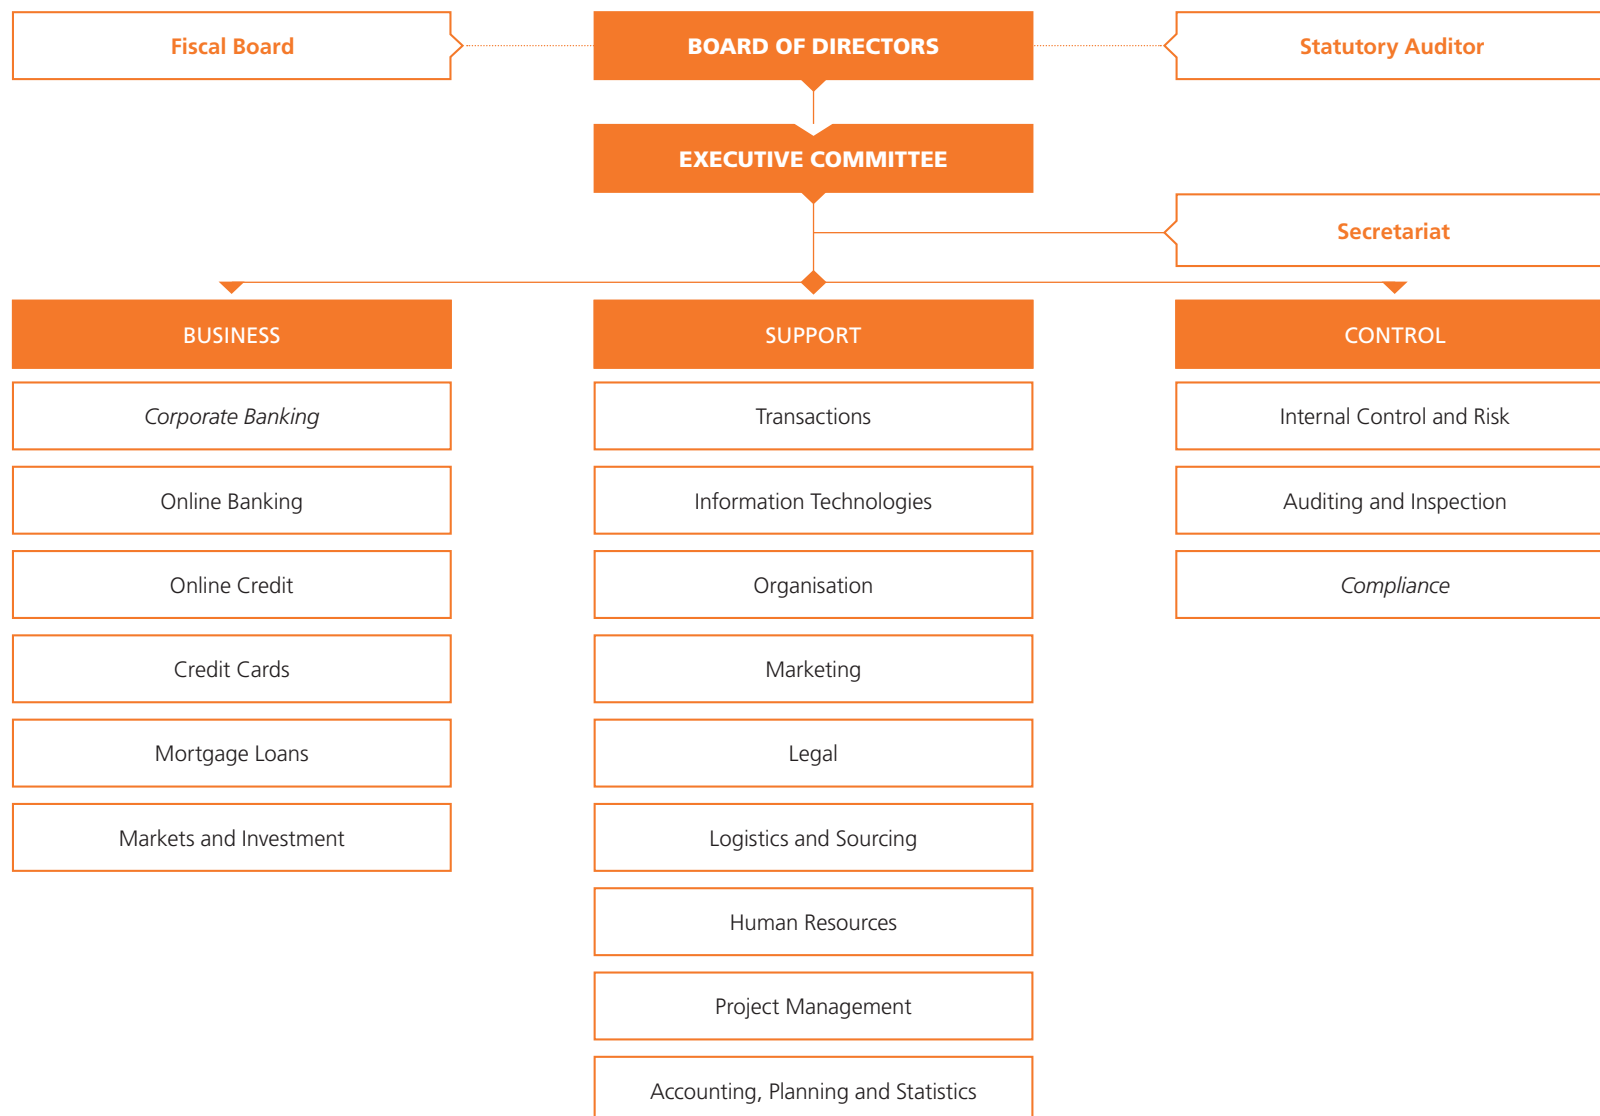 Fiscal Board
BOARD OF DIRECTORS
Statutory Auditor
EXECUTIVE COMMITTEE
Secretariat
BUSINESS
SUPPORT
CONTROL
Corporate Banking
Transactions
Internal Control and Risk
Online Banking
Information Technologies
Auditing and Inspection
Online Credit
Organisation
Compliance
Credit Cards
Marketing
Mortgage Loans
Legal
Markets and Investment
Logistics and Sourcing
Human Resources
Project Management
Accounting, Planning and Statistics